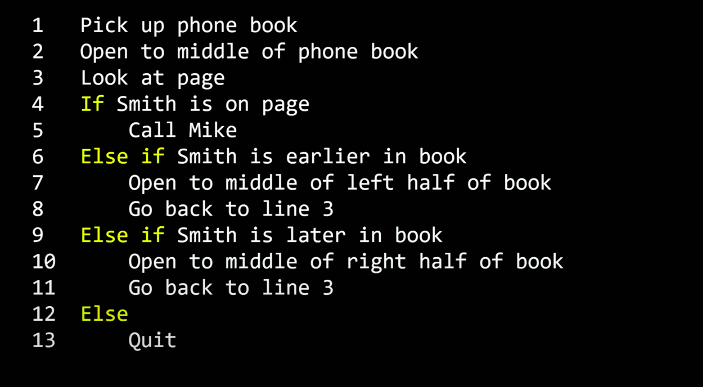 1 Pick up phone book
2 Open to middle of phone book
3 Look at page
4 If Smith is on page
5 Call Mike
6 Else if Smith is earlier in book
7 Open to middle of left half of book
8 Go back to line 3
9 Else if Smith is later in book
10 Open to middle of right half of book
11 Go back to line 3
12 Else
13 Quit